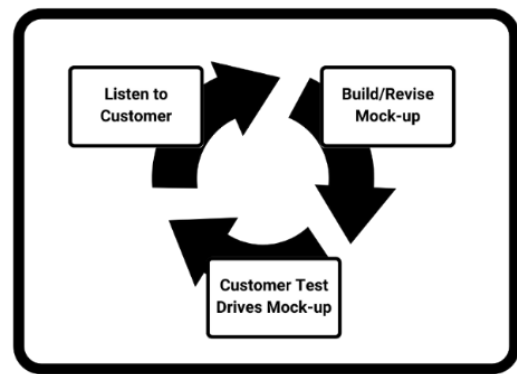 Listen to
Customer
Build/Revise
Mock-up
Customer Test
Drives Mock-up